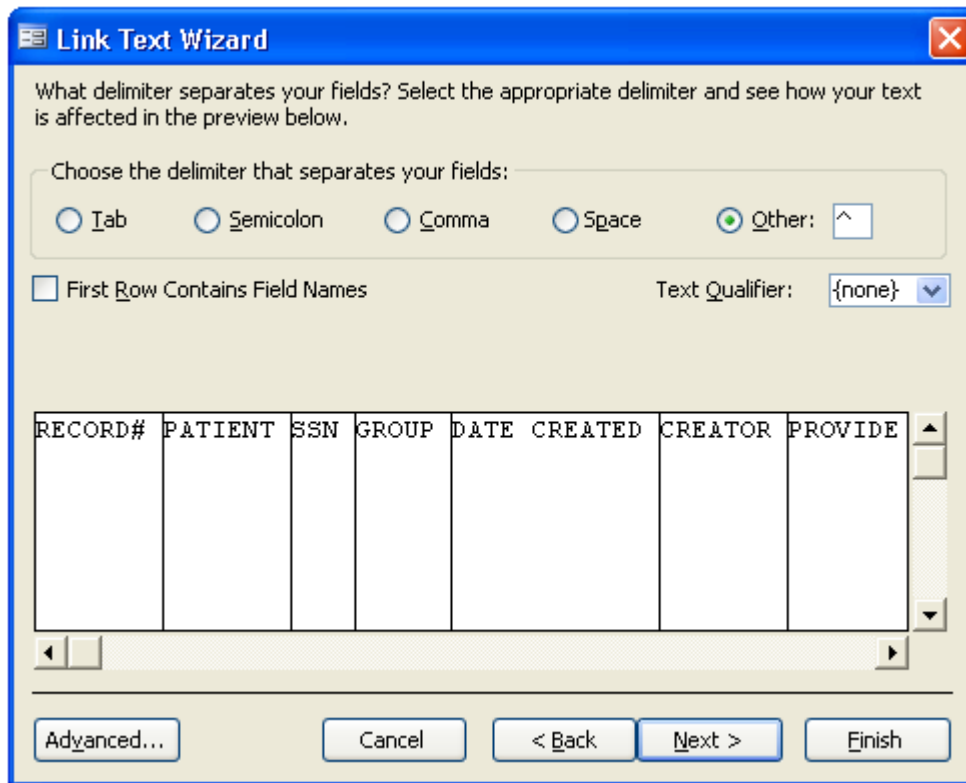 Link Text Wizard
What delimiter separates your fields? Select the appropriate delimiter and see how your text
is affected in the preview below.
Choose the delimiter that separates your fields:
Tab Semicolon Comma Space Other: ^
First Row Contains Field Names Text Qualifier: {none}
RECORD# PATIENT SSN GROUP DATE CREATED CREATOR PROVIDE
Advanced... Cancel < Back Next > Finish